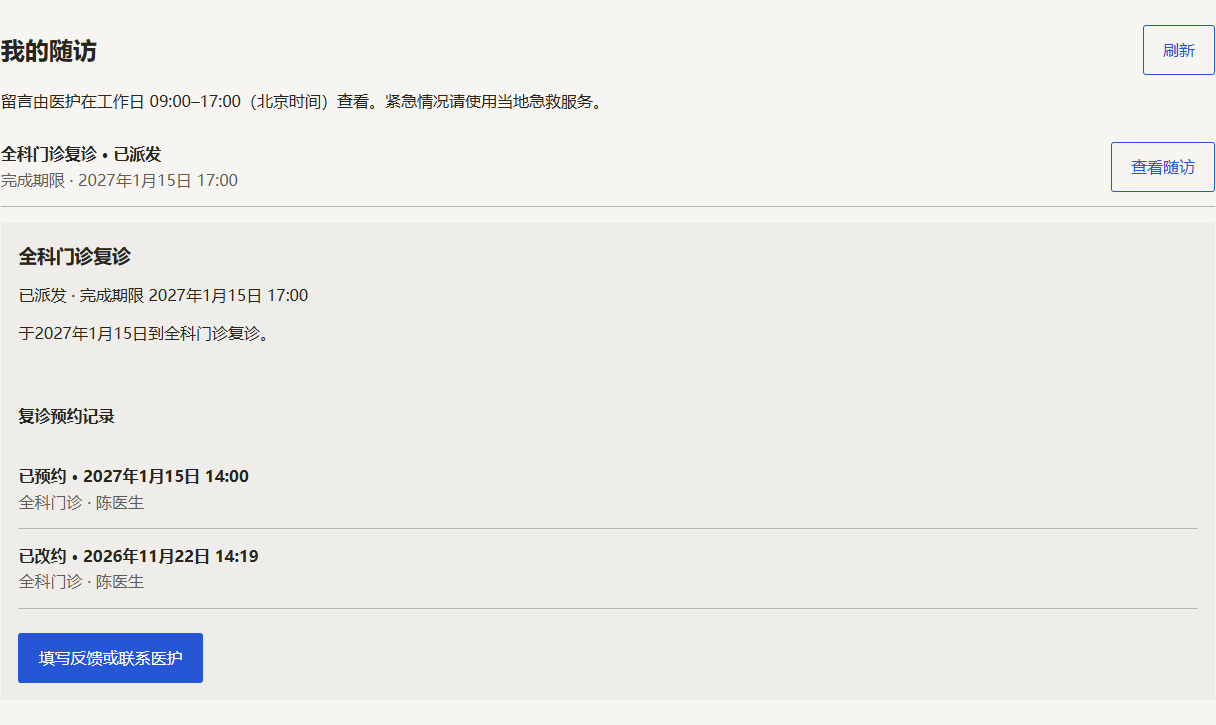 我的随访
刷新
留言由医护在工作日 09:00–17:00（北京时间）查看。紧急情况请使用当地急救服务。
全科门诊复诊 • 已派发
完成期限 · 2027年1月15日 17:00
查看随访
全科门诊复诊
已派发 · 完成期限 2027年1月15日 17:00
于2027年1月15日到全科门诊复诊。
复诊预约记录
已预约 • 2027年1月15日 14:00
全科门诊 · 陈医生
已改约 • 2026年11月22日 14:19
全科门诊 · 陈医生
填写反馈或联系医护